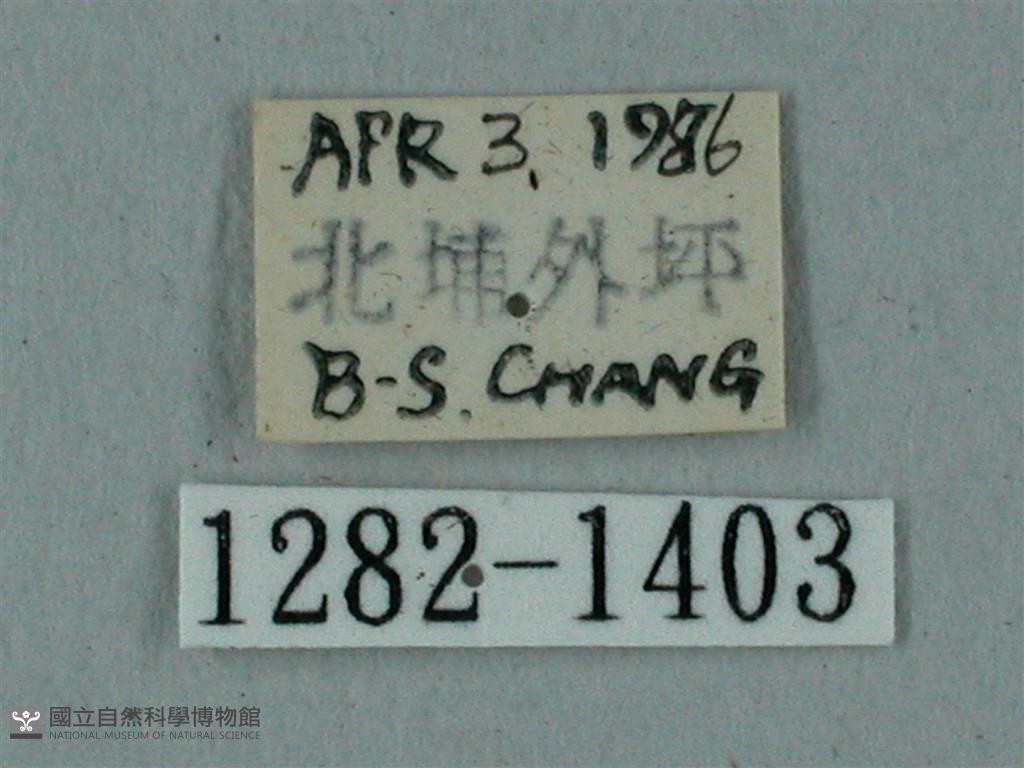 APR 3, 1986
北埔外坪
B-S. CHANG
1282-1403
國立自然科學博物館
NATIONAL MUSEUM OF NATURAL SCIENCE